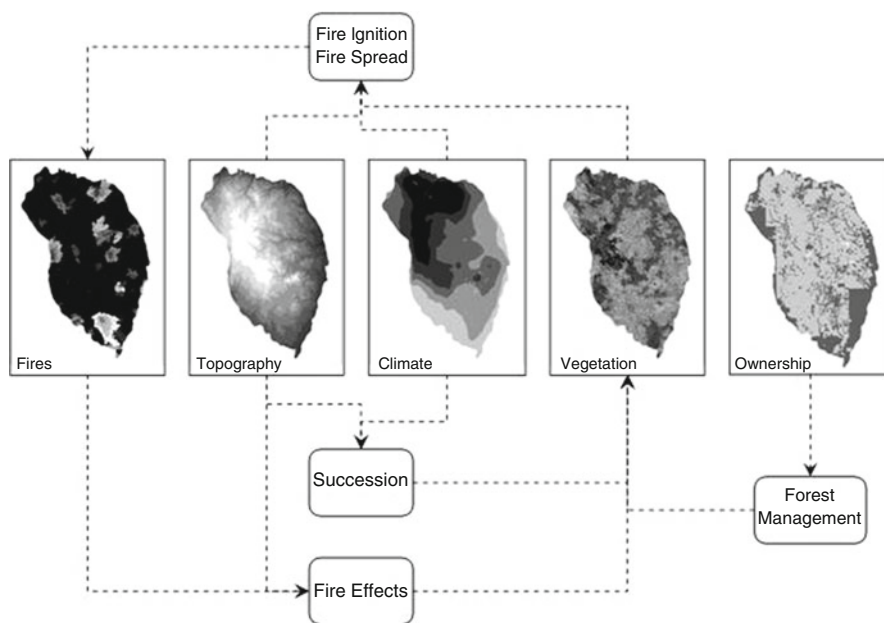 Fire Ignition
Fire Spread
Fires
Topography
Climate
Vegetation
Ownership
Succession
Forest
Management
Fire Effects